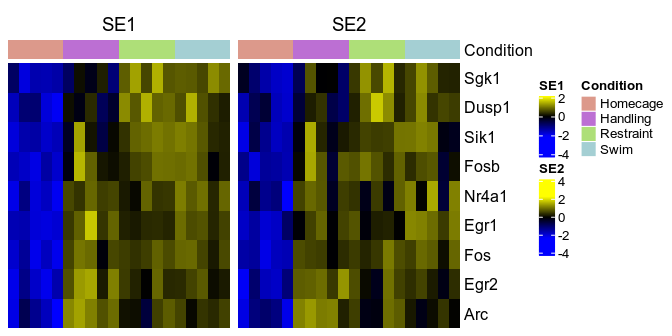 SE1
SE2
Condition
Sgk1
Dusp1
Sik1
Fosb
Nr4a1
Egr1
Fos
Egr2
Arc
SE1
2
0
-2
-4
SE2
4
2
0
-2
-4
Condition
Homecage
Handling
Restraint
Swim